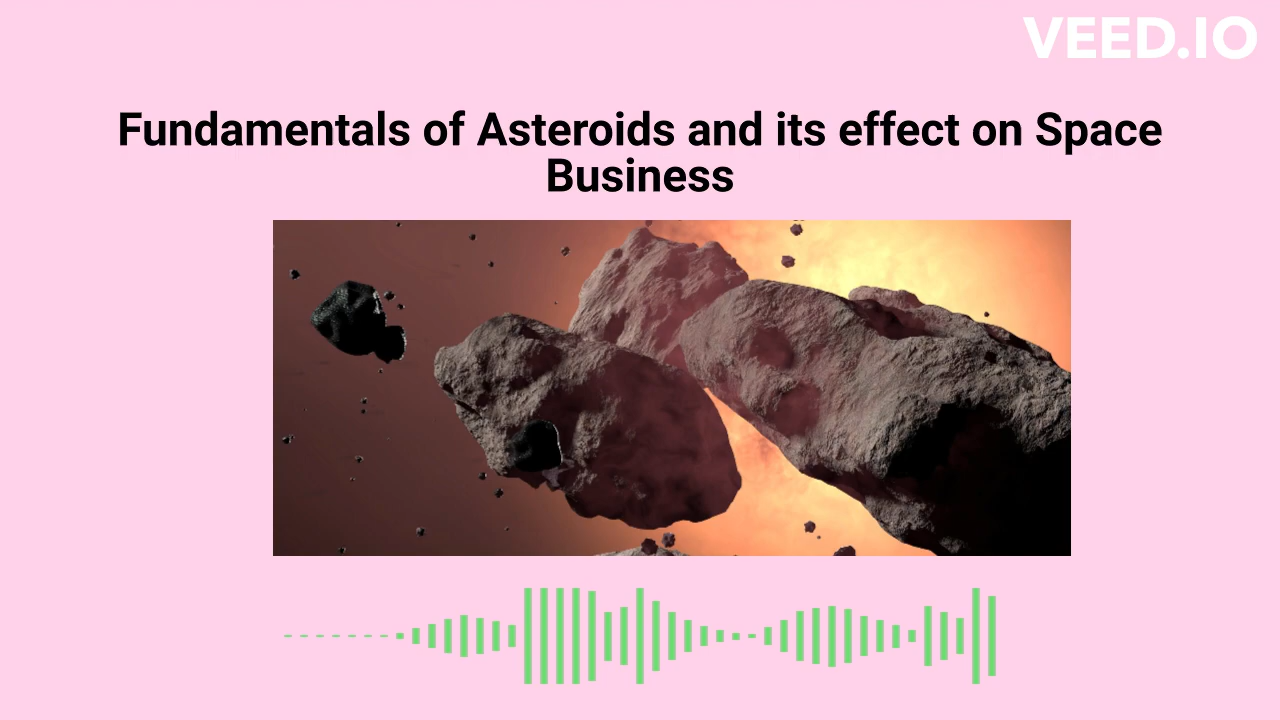 VEED.IO
Fundamentals of Asteroids and its effect on Space
Business